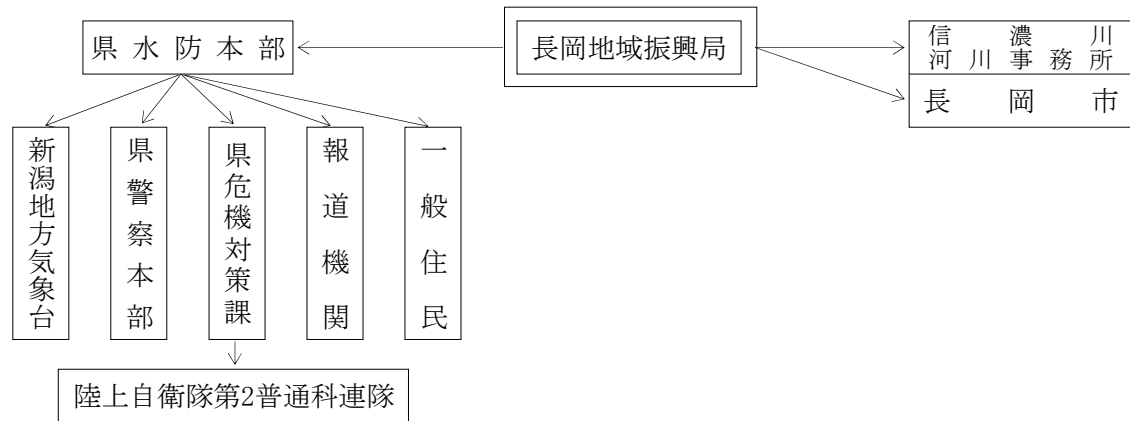 県水防本部
長岡地域振興局
信濃川
河川事務所
長岡市
新潟地方気象台
県警察本部
県危機対策課
報道機関
一般住民
陸上自衛隊第2普通科連隊